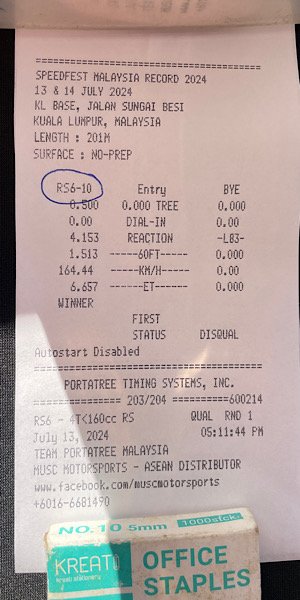 ==========================================
SPEEDFEST MALAYSIA RECORD 2024
13 & 14 JULY 2024
KL BASE, JALAN SUNGAI BESI
KUALA LUMPUR, MALAYSIA
LENGTH : 201M
SURFACE : NO-PREP
RS6-10 Entry BYE
0.500 0.000 TREE 0.000
0.00 DIAL-IN 0.00
4.153 REACTION -L83-
1.513 -----60FT----- 0.000
164.44 ------KM/H----- 0.00
6.657 ------ET------ 0.000
WINNER
FIRST
STATUS DISQUAL
Autostart Disabled
==========================================
PORTATREE TIMING SYSTEMS, INC.
================ 203/204 ==========600214
RS6 - 4T<160cc RS QUAL RND 1
July 13, 2024 05:11:44 PM
TEAM PORTATREE MALAYSIA
MUSC MOTORSPORTS - ASEAN DISTRIBUTOR
www.facebook.com/muscmotorsports
+6016-6681490
NO.10 5mm 1000sfckt
KREATO
kreati stationery
OFFICE
STAPLES